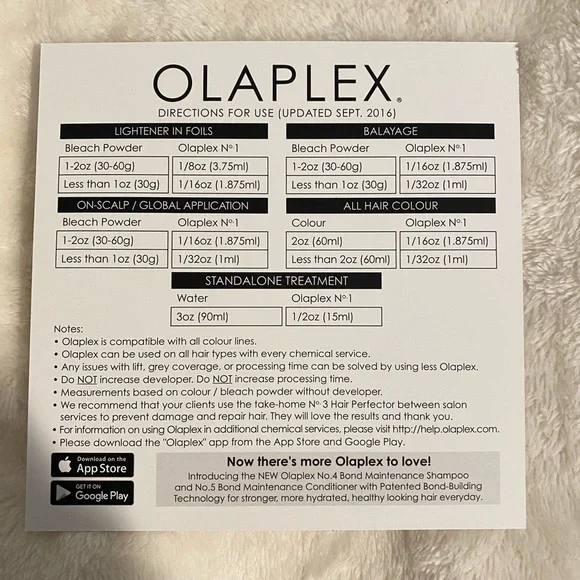 OLAPLEX®
DIRECTIONS FOR USE (UPDATED SEPT. 2016)
LIGHTENER IN FOILS
Bleach Powder Olaplex Nº1
1-2oz (30-60g) 1/8oz (3.75ml)
Less than 1oz (30g) 1/16oz (1.875ml)
BALAYAGE
Bleach Powder Olaplex Nº1
1-2oz (30-60g) 1/16oz (1.875ml)
Less than 1oz (30g) 1/32oz (1ml)
ON-SCALP / GLOBAL APPLICATION
Bleach Powder Olaplex Nº1
1-2oz (30-60g) 1/16oz (1.875ml)
Less than 1oz (30g) 1/32oz (1ml)
ALL HAIR COLOUR
Colour Olaplex Nº1
2oz (60ml) 1/16oz (1.875ml)
Less than 2oz (60ml) 1/32oz (1ml)
STANDALONE TREATMENT
Water Olaplex Nº1
3oz (90ml) 1/2oz (15ml)
Notes:
• Olaplex is compatible with all colour lines.
• Olaplex can be used on all hair types with every chemical service.
• Any issues with lift, grey coverage, or processing time can be solved by using less Olaplex.
• Do NOT increase developer. Do NOT increase processing time.
• Measurements based on colour / bleach powder without developer.
• We recommend that your clients use the take-home Nº 3 Hair Perfector between salon
services to prevent damage and repair hair. They will love the results and thank you.
• For information on using Olaplex in additional chemical services, please visit http://help.olaplex.com.
• Please download the "Olaplex" app from the App Store and Google Play.
Download on the
App Store
GET IT ON
Google Play
Now there's more Olaplex to love!
Introducing the NEW Olaplex No.4 Bond Maintenance Shampoo
and No.5 Bond Maintenance Conditioner with Patented Bond-Building
Technology for stronger, more hydrated, healthy looking hair everyday.